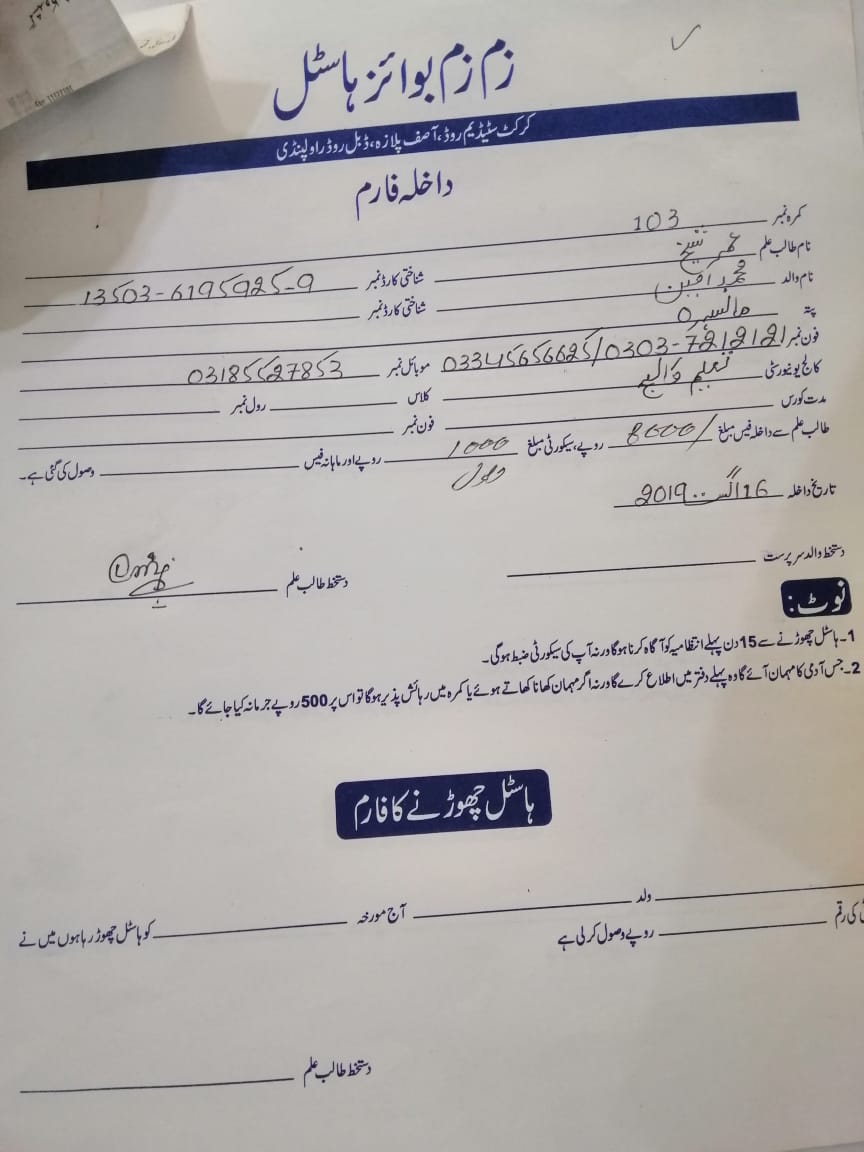 زم زم بوائز ہاسٹل
کرکٹ سٹیڈیم روڈ، آصف پلازہ، ڈبل روڈ راولپنڈی
داخلہ فارم
کمرہ نمبر 103
نام طالب علم عمر شیخ
نام والد محمد شناختی کارڈ نمبر 13503-6195925-9
شناختی کارڈ نمبر
پتہ مانسہرہ
فون نمبر 03345656625/0303-7212121 موبائل نمبر 03185527853
کالج یونیورسٹی تعلیم کلاس رول نمبر
مدت کورس فون نمبر
طالب علم سے داخلہ فیس مبلغ 8000/ روپے، سیکورٹی مبلغ 1000 روپے اور ماہانہ فیس وصول کی گئی ہے۔
وصول
تاریخ داخلہ 16 اگست 2019
دستخط والد سرپرست دستخط طالب علم
نوٹ:
1۔ ہاسٹل چھوڑنے سے 15 دن پہلے انتظامیہ کو آگاہ کرنا ہوگا ورنہ آپ کی سیکورٹی ضبط ہوگی۔
2۔ جس آدمی کا مہمان آئے گا وہ پہلے دفتر میں اطلاع کرے گا ورنہ اگر مہمان کھانا کھاتے ہوئے یا کمرہ میں رہائش پذیر ہوگا تو اس پر 500 روپے جرمانہ کیا جائے گا۔
ہاسٹل چھوڑنے کا فارم
ولد آج مورخہ کو ہاسٹل چھوڑ رہا ہوں میں نے
کی رقم روپے وصول کر لی ہے
دستخط طالب علم